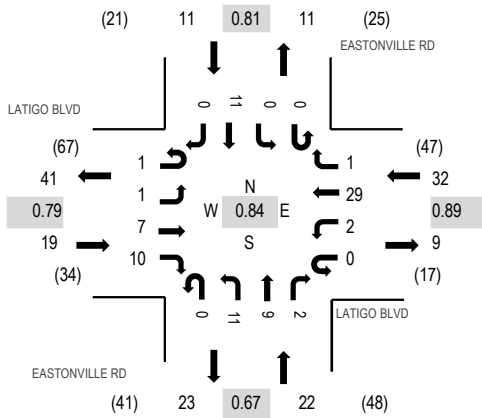 (21) 11 0.81 11 (25)
EASTONVILLE RD
0 11 0 0
LATIGO BLVD
(67) 1 1 (47)
41 32
1 N 29
0.79 W 0.84 E 0.89
7 S 2
19 9
10 0
(34) (17)
0 11 9 2
LATIGO BLVD
EASTONVILLE RD
(41) 23 0.67 22 (48)